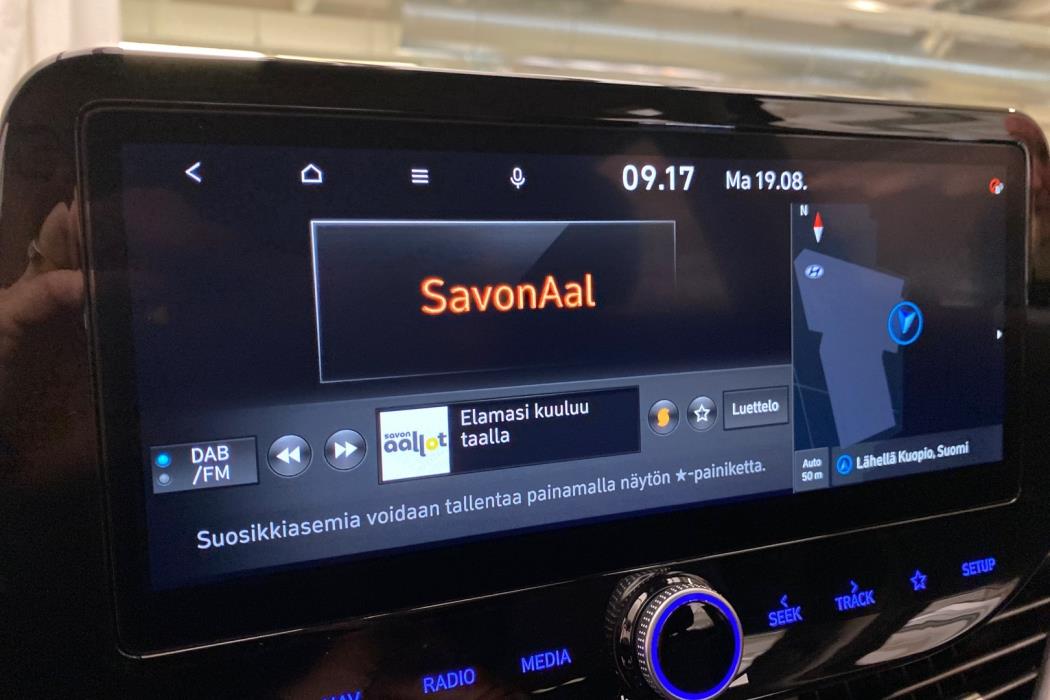 09.17 Ma 19.08.
N
SavonAal
savon
aallot
Elamasi kuuluu
taalla
Luettelo
DAB
/FM
Auto
50 m
Lähellä Kuopio, Suomi
Suosikkiasemia voidaan tallentaa painamalla näytön ★-painiketta.
NAV RADIO MEDIA
< SEEK
> TRACK
SETUP